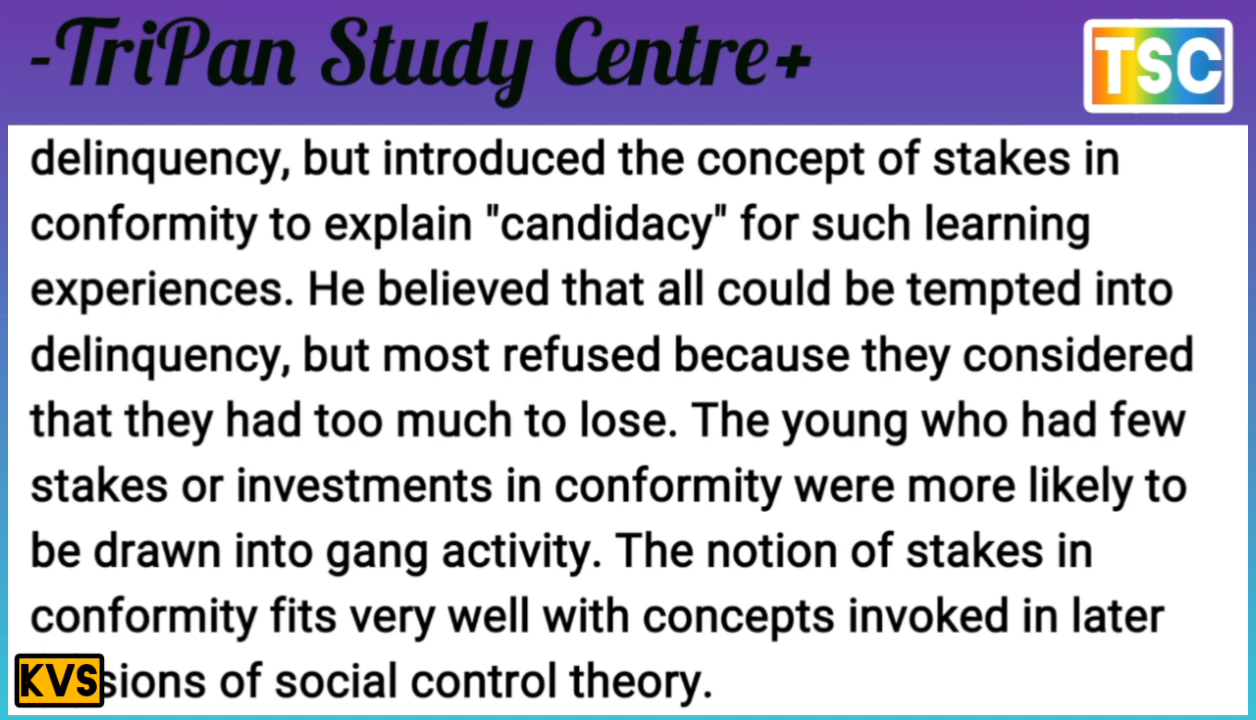 -TriPan Study Centre+
TSC
delinquency, but introduced the concept of stakes in
conformity to explain "candidacy" for such learning
experiences. He believed that all could be tempted into
delinquency, but most refused because they considered
that they had too much to lose. The young who had few
stakes or investments in conformity were more likely to
be drawn into gang activity. The notion of stakes in
conformity fits very well with concepts invoked in later
KVS sions of social control theory.